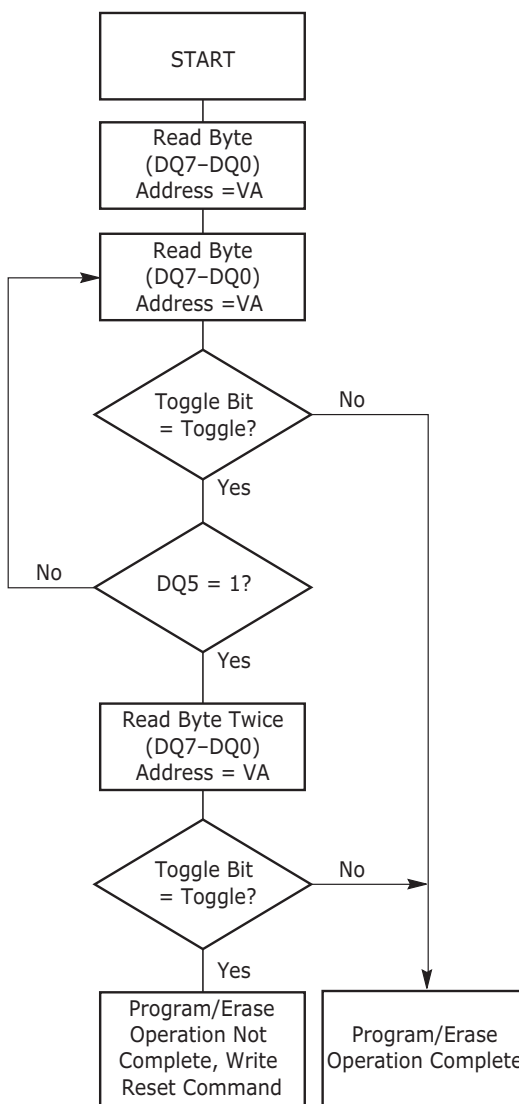 START
Read Byte
(DQ7–DQ0)
Address =VA
Read Byte
(DQ7–DQ0)
Address =VA
Toggle Bit
= Toggle?
No
Yes
DQ5 = 1?
No
Yes
Read Byte Twice
(DQ7–DQ0)
Address = VA
Toggle Bit
= Toggle?
No
Yes
Program/Erase
Operation Not
Complete, Write
Reset Command
Program/Erase
Operation Complete